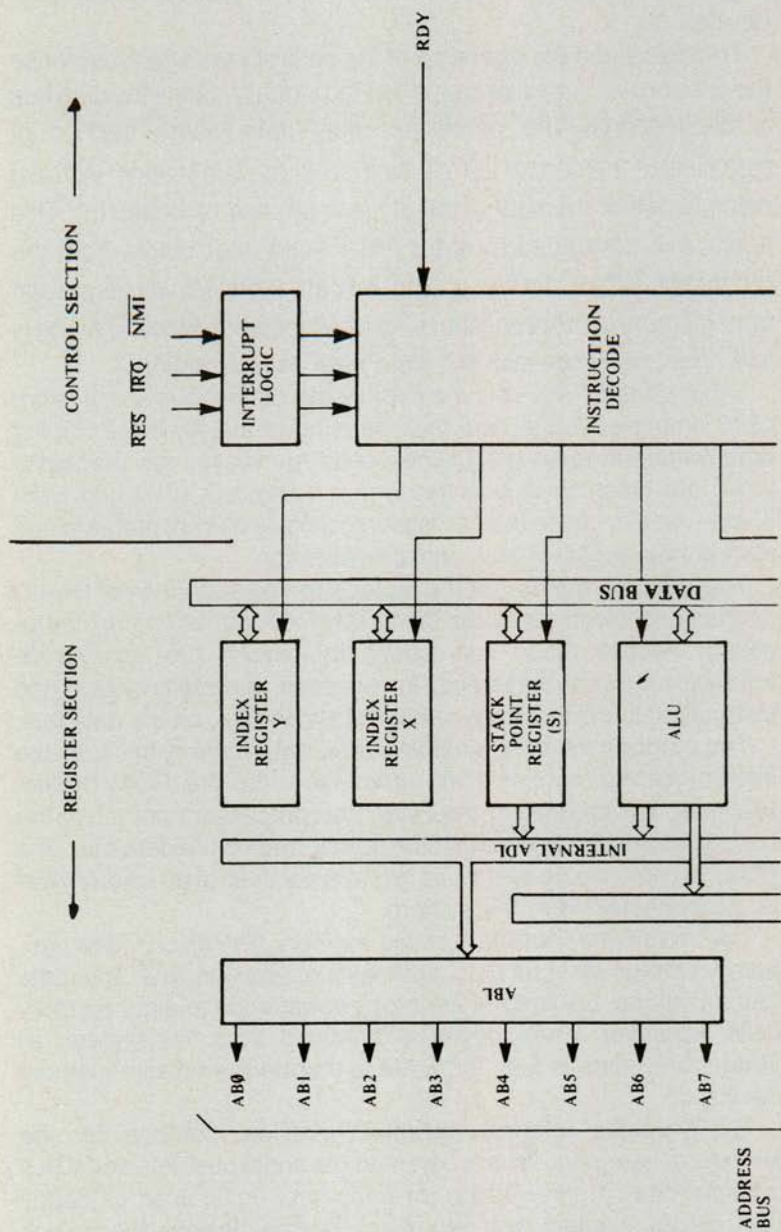 REGISTER SECTION
CONTROL SECTION
RES
IRQ
NMI
INTERRUPT
LOGIC
RDY
INSTRUCTION
DECODE
INDEX
REGISTER
Y
INDEX
REGISTER
X
STACK
POINT
REGISTER
(S)
ALU
DATA BUS
INTERNAL ADL
ABL
AB0
AB1
AB2
AB3
AB4
AB5
AB6
AB7
ADDRESS
BUS